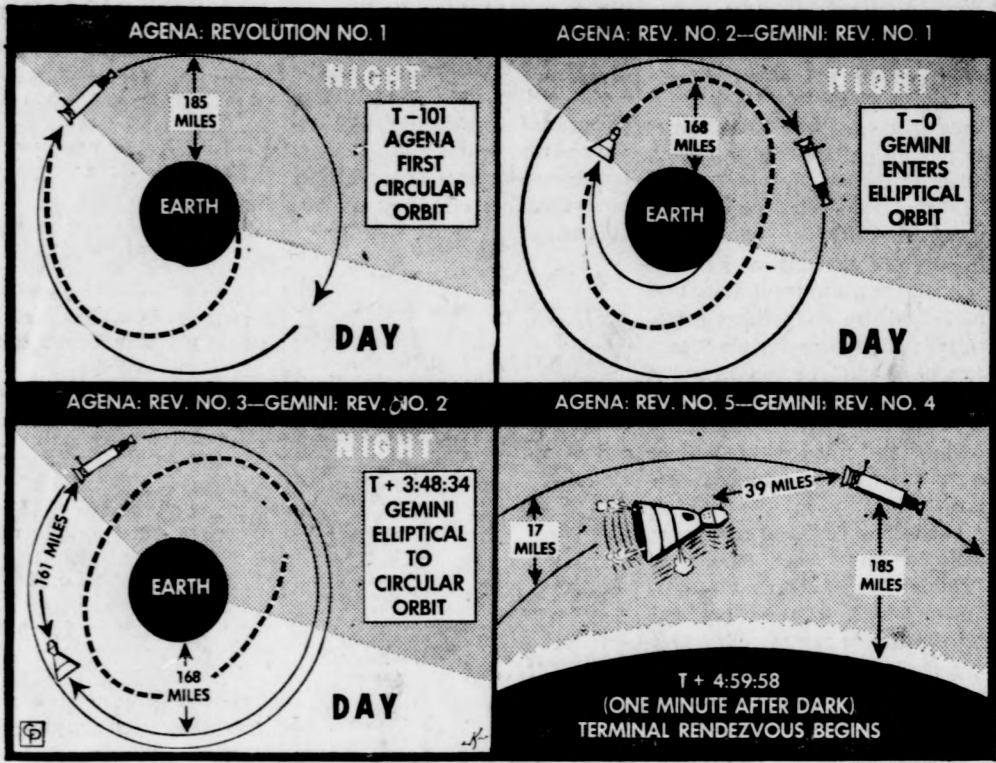 AGENA: REVOLUTION NO. 1
NIGHT
185
MILES
T-101
AGENA
FIRST
CIRCULAR
ORBIT
EARTH
DAY
AGENA: REV. NO. 2—GEMINI: REV. NO. 1
NIGHT
168
MILES
T-0
GEMINI
ENTERS
ELLIPTICAL
ORBIT
EARTH
DAY
AGENA: REV. NO. 3—GEMINI: REV. NO. 2
NIGHT
161 MILES
T + 3:48:34
GEMINI
ELLIPTICAL
TO
CIRCULAR
ORBIT
EARTH
168
MILES
DAY
CP
AGENA: REV. NO. 5—GEMINI: REV. NO. 4
39 MILES
17
MILES
185
MILES
T + 4:59:58
(ONE MINUTE AFTER DARK)
TERMINAL RENDEZVOUS BEGINS